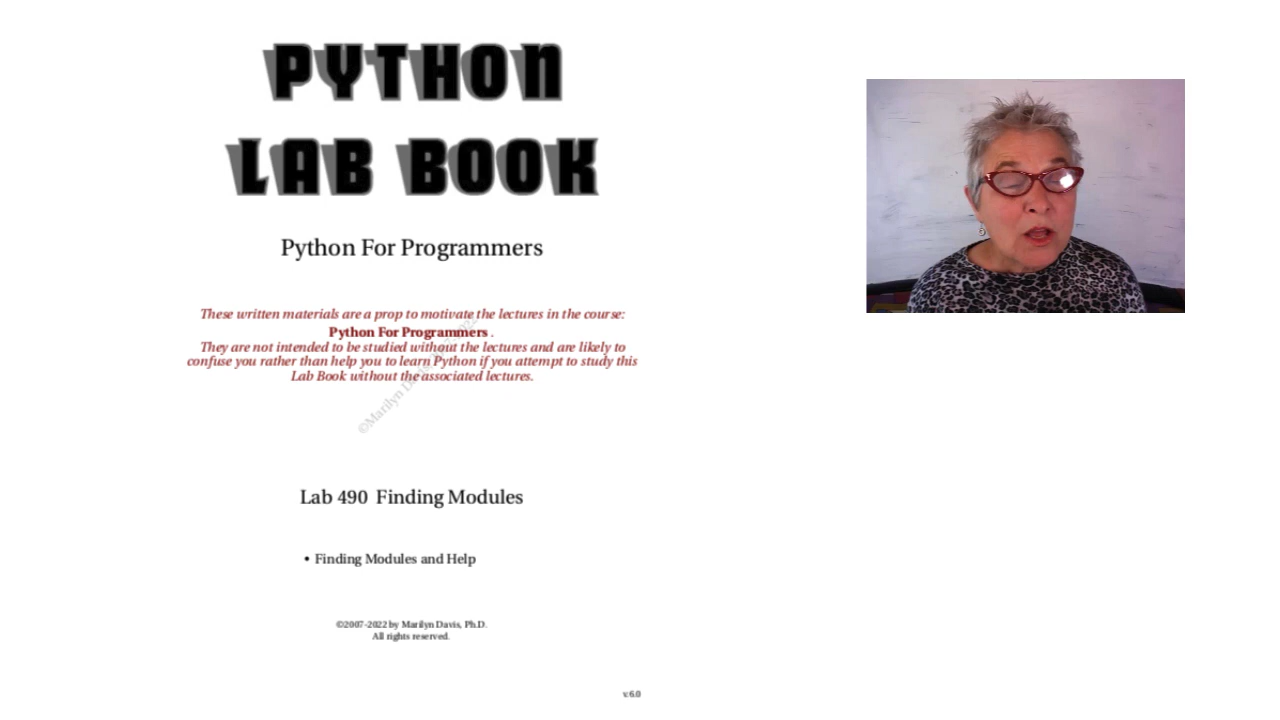 PYTHON
LAB BOOK
Python For Programmers
These written materials are a prop to motivate the lectures in the course:
Python For Programmers .
They are not intended to be studied without the lectures and are likely to
confuse you rather than help you to learn Python if you attempt to study this
Lab Book without the associated lectures.
©Marilyn
Lab 490 Finding Modules
• Finding Modules and Help
©2007-2022 by Marilyn Davis, Ph.D.
All rights reserved.
v.6.0